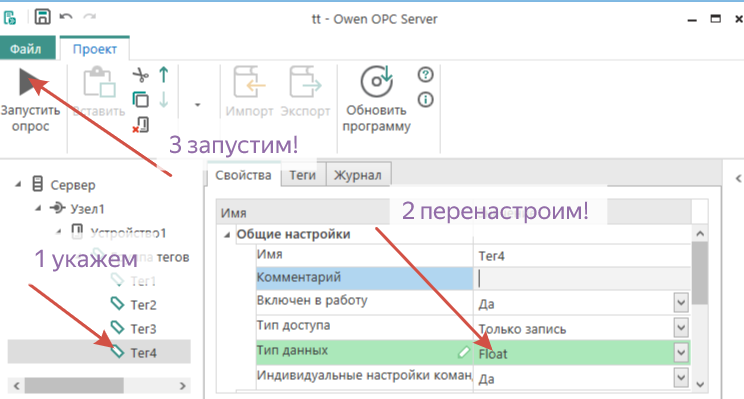 tt - Owen OPC Server
Файл
Проект
Запустить опрос
Вставить
Импорт
Экспорт
Обновить программу
3 запустим!
Сервер
Узел1
Устройство1
тегов
Тег1
Тег2
Тег3
Тег4
1 укажем
Свойства
Теги
Журнал
2 перенастроим!
Имя
Общие настройки
Имя Тег4
Комментарий
Включен в работу Да
Тип доступа Только запись
Тип данных Float
Индивидуальные настройки коман Да